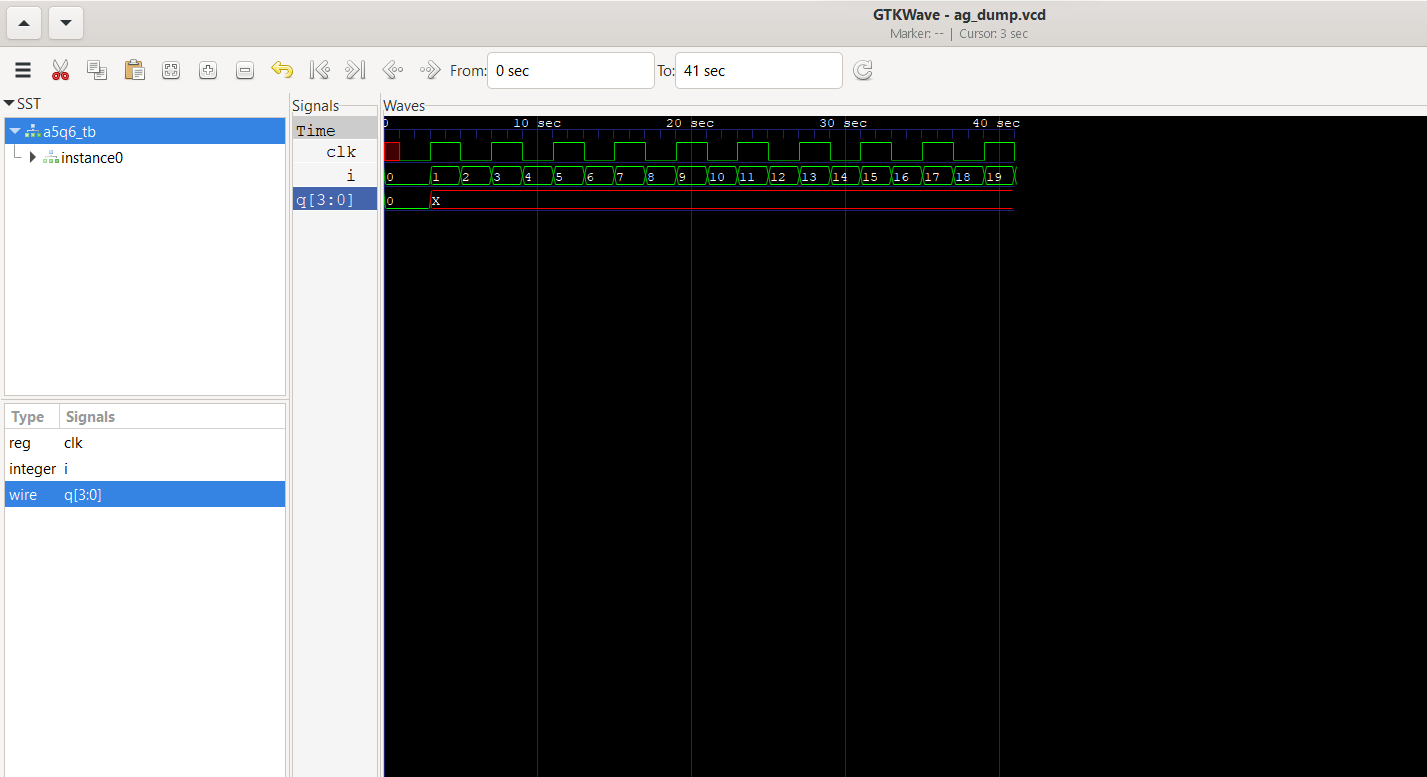 GTKWave - ag_dump.vcd
Marker: -- | Cursor: 3 sec
From: 0 sec To: 41 sec
SST
a5q6_tb
instance0
Type Signals
reg clk
integer i
wire q[3:0]
Signals
Time
clk
i
q[3:0]
Waves
0 10 sec 20 sec 30 sec 40 sec
0 1 2 3 4 5 6 7 8 9 10 11 12 13 14 15 16 17 18 19
0 X